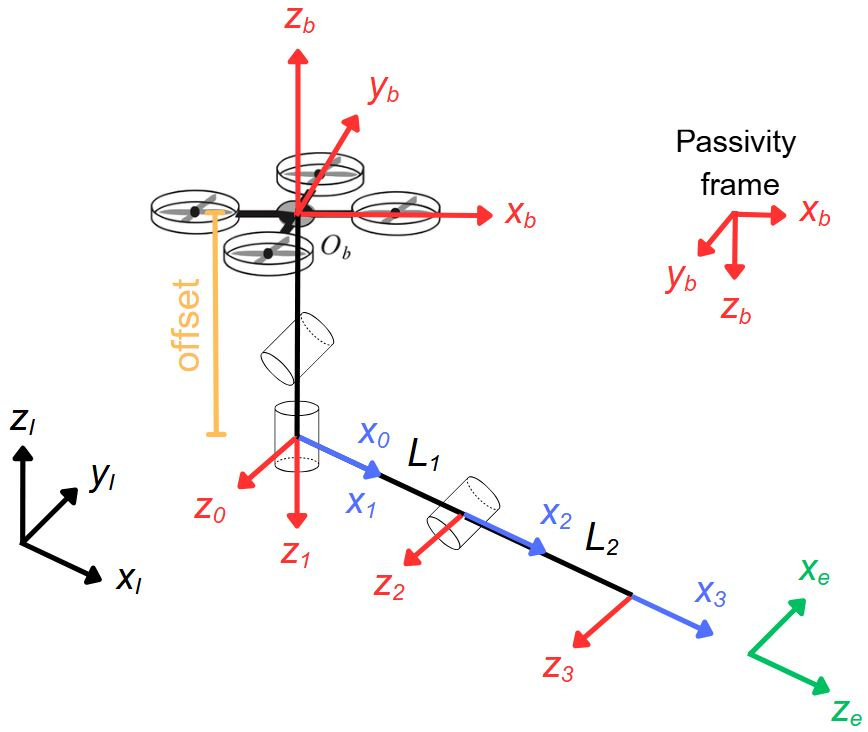 z_b
y_b
Passivity
frame
x_b
x_b
O_b
y_b
z_b
offset
z_I
x_0
L_1
y_I
x_1
z_0
x_2
L_2
z_1
x_I
z_2
x_3
x_e
z_3
z_e